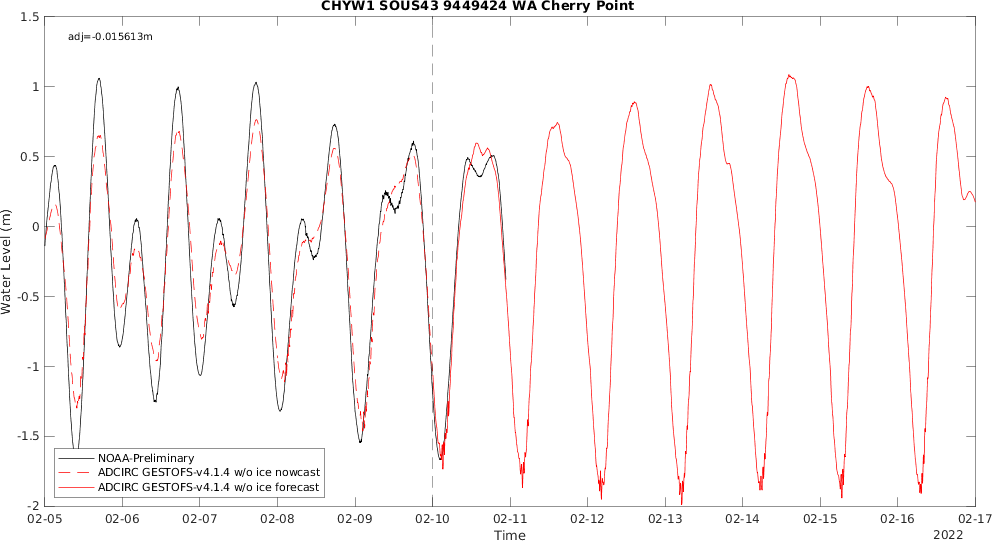 CHYW1 SOUS43 9449424 WA Cherry Point
adj=-0.015613m
1.5
1
0.5
0
-0.5
-1
-1.5
-2
Water Level (m)
NOAA-Preliminary
ADCIRC GESTOFS-v4.1.4 w/o ice nowcast
ADCIRC GESTOFS-v4.1.4 w/o ice forecast
02-05 02-06 02-07 02-08 02-09 02-10 02-11 02-12 02-13 02-14 02-15 02-16 02-17
Time
2022